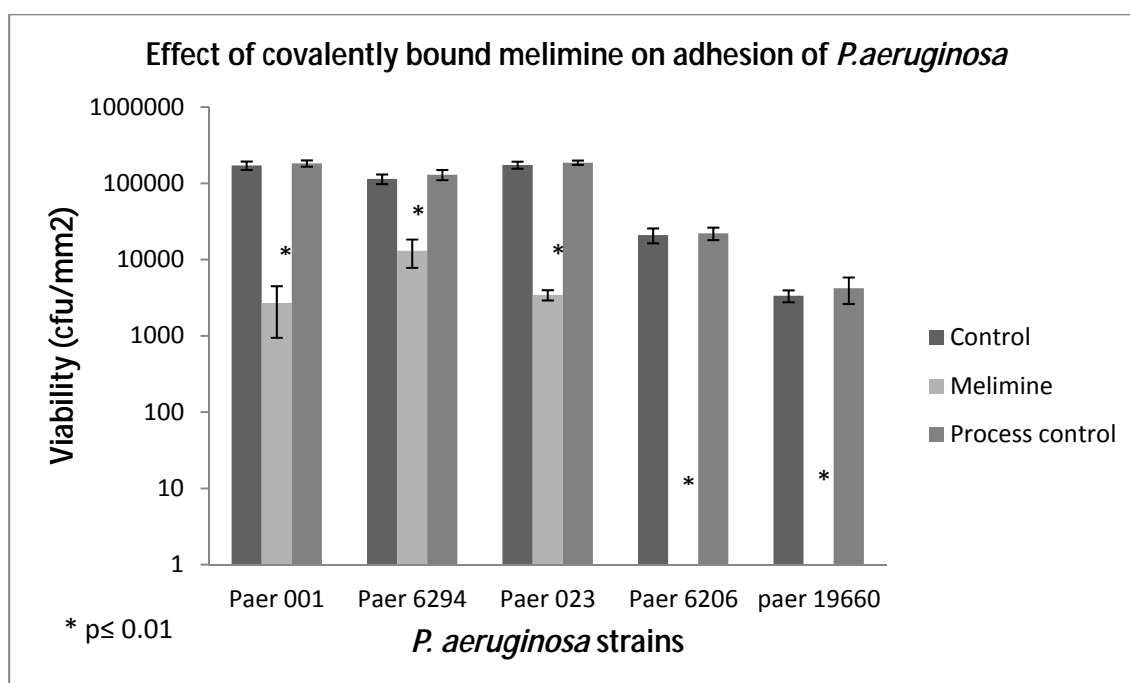 Effect of covalently bound melimine on adhesion of P.aeruginosa
Viability (cfu/mm2)
1000000
100000
10000
1000
100
10
1
*
*
*
*
*
Control
Melimine
Process control
Paer 001
Paer 6294
Paer 023
Paer 6206
paer 19660
* p≤ 0.01
P. aeruginosa strains